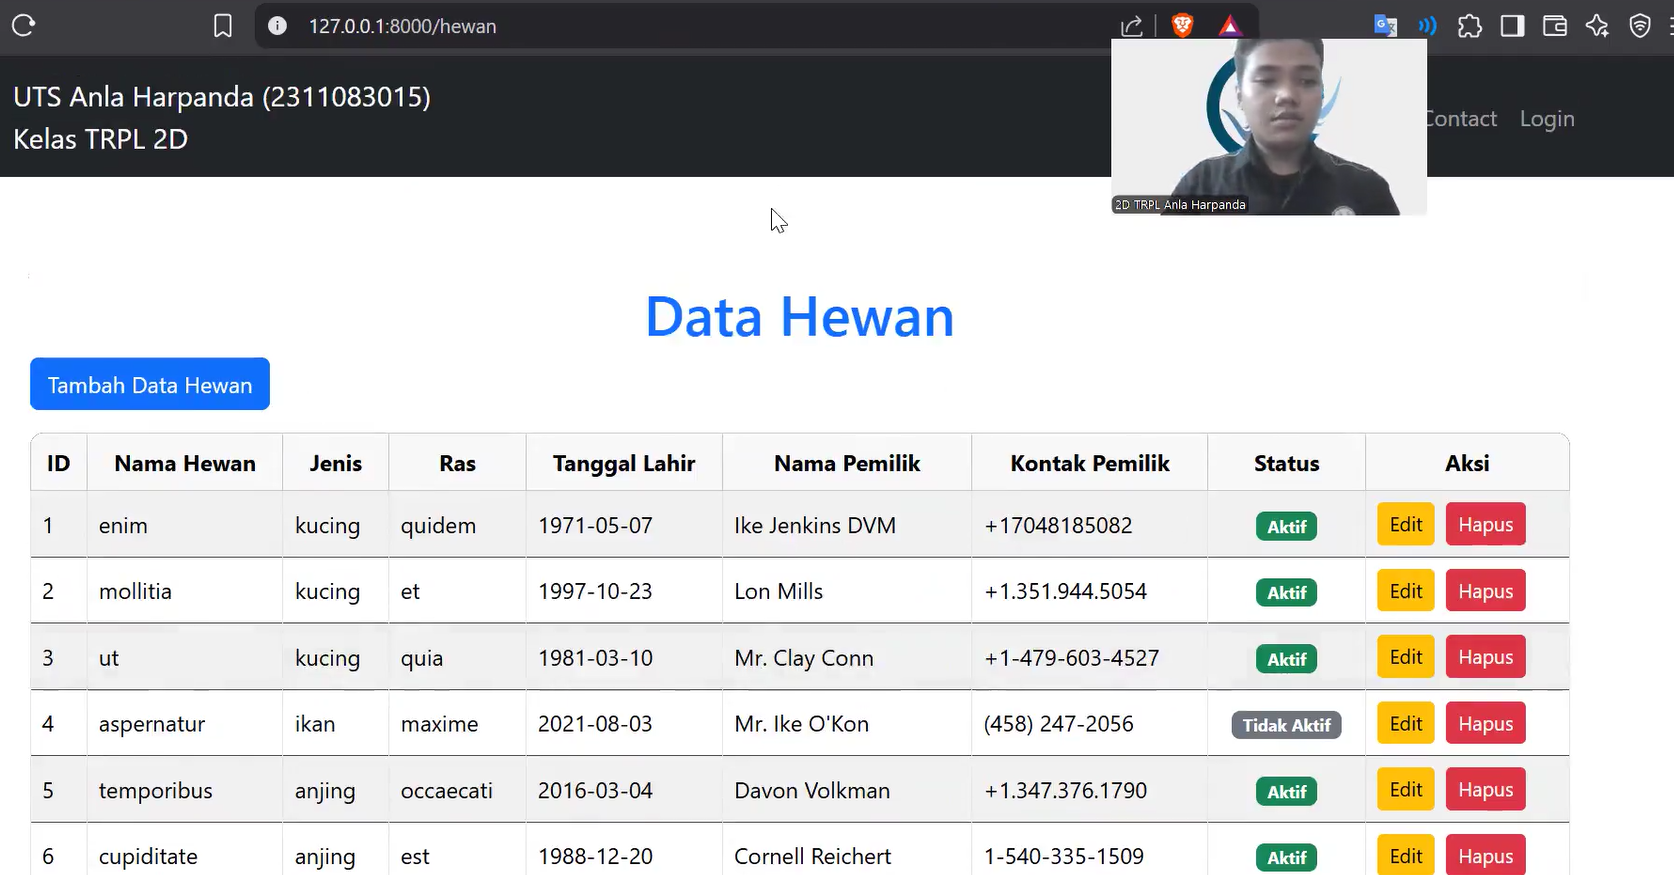 127.0.0.1:8000/hewan
UTS Anla Harpanda (2311083015)
Kelas TRPL 2D
Contact Login
2D TRPL Anla Harpanda
Data Hewan
Tambah Data Hewan
ID Nama Hewan Jenis Ras Tanggal Lahir Nama Pemilik Kontak Pemilik Status Aksi
1 enim kucing quidem 1971-05-07 Ike Jenkins DVM +17048185082 Aktif Edit Hapus
2 mollitia kucing et 1997-10-23 Lon Mills +1.351.944.5054 Aktif Edit Hapus
3 ut kucing quia 1981-03-10 Mr. Clay Conn +1-479-603-4527 Aktif Edit Hapus
4 aspernatur ikan maxime 2021-08-03 Mr. Ike O'Kon (458) 247-2056 Tidak Aktif Edit Hapus
5 temporibus anjing occaecati 2016-03-04 Davon Volkman +1.347.376.1790 Aktif Edit Hapus
6 cupiditate anjing est 1988-12-20 Cornell Reichert 1-540-335-1509 Aktif Edit Hapus